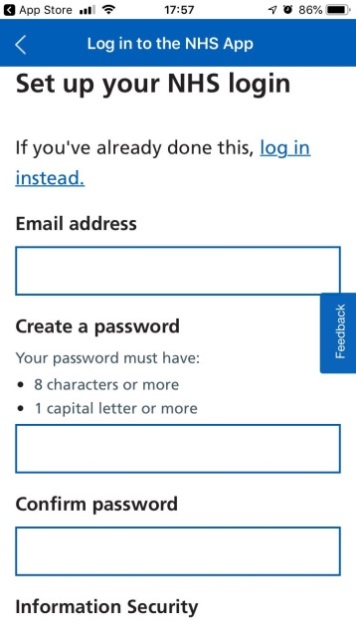 App Store 17:57 86%
Log in to the NHS App
Set up your NHS login
If you've already done this, log in
instead.
Email address
Feedback
Create a password
Your password must have:
• 8 characters or more
• 1 capital letter or more
Confirm password
Information Security